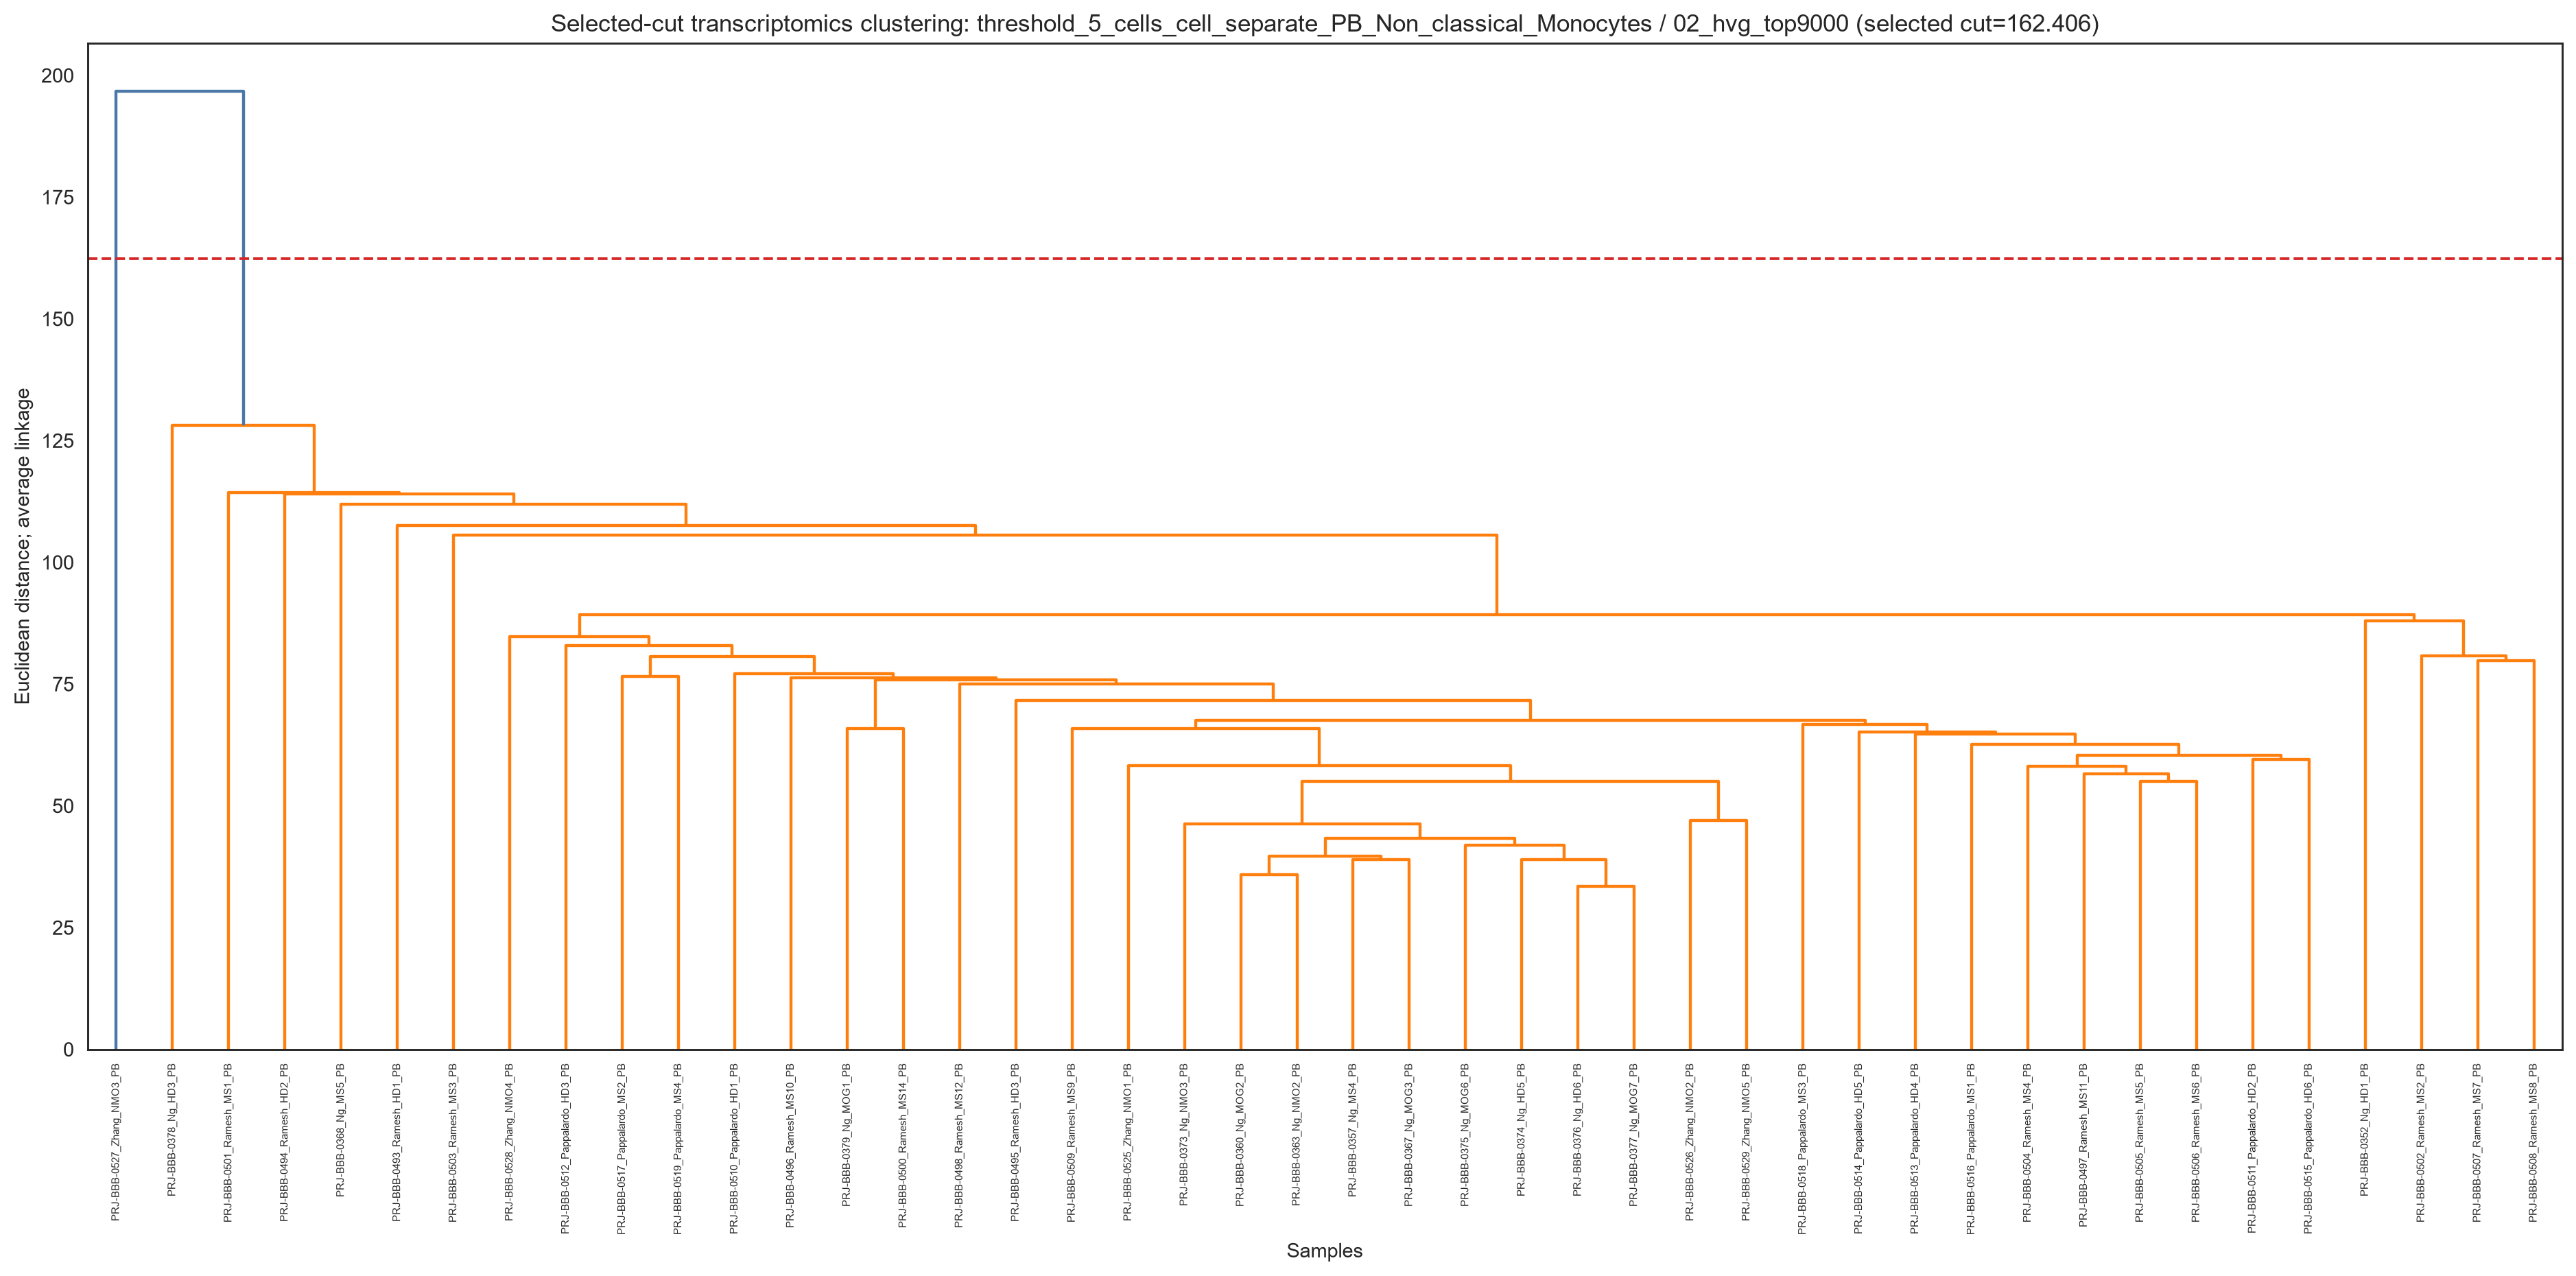 Selected-cut transcriptomics clustering: threshold_5_cells_cell_separate_PB_Non_classical_Monocytes / 02_hvg_top9000 (selected cut=162.406)
Euclidean distance; average linkage
200
175
150
125
100
75
50
25
0
PRJ-BBB-0527_Zhang_NMO3_PB
PRJ-BBB-0378_Ng_HD3_PB
PRJ-BBB-0501_Ramesh_MS1_PB
PRJ-BBB-0494_Ramesh_HD2_PB
PRJ-BBB-0368_Ng_MS5_PB
PRJ-BBB-0493_Ramesh_HD1_PB
PRJ-BBB-0503_Ramesh_MS3_PB
PRJ-BBB-0528_Zhang_NMO4_PB
PRJ-BBB-0512_Pappalardo_HD3_PB
PRJ-BBB-0517_Pappalardo_MS2_PB
PRJ-BBB-0519_Pappalardo_MS4_PB
PRJ-BBB-0510_Pappalardo_HD1_PB
PRJ-BBB-0496_Ramesh_MS10_PB
PRJ-BBB-0379_Ng_MOG1_PB
PRJ-BBB-0500_Ramesh_MS14_PB
PRJ-BBB-0498_Ramesh_MS12_PB
PRJ-BBB-0495_Ramesh_HD3_PB
PRJ-BBB-0509_Ramesh_MS9_PB
PRJ-BBB-0525_Zhang_NMO1_PB
PRJ-BBB-0373_Ng_NMO3_PB
PRJ-BBB-0360_Ng_MOG2_PB
PRJ-BBB-0363_Ng_NMO2_PB
PRJ-BBB-0357_Ng_MS4_PB
PRJ-BBB-0367_Ng_MOG3_PB
PRJ-BBB-0375_Ng_MOG6_PB
PRJ-BBB-0374_Ng_HD5_PB
PRJ-BBB-0376_Ng_HD6_PB
PRJ-BBB-0377_Ng_MOG7_PB
PRJ-BBB-0526_Zhang_NMO2_PB
PRJ-BBB-0529_Zhang_NMO5_PB
PRJ-BBB-0518_Pappalardo_MS3_PB
PRJ-BBB-0514_Pappalardo_HD5_PB
PRJ-BBB-0513_Pappalardo_HD4_PB
PRJ-BBB-0516_Pappalardo_MS1_PB
PRJ-BBB-0504_Ramesh_MS4_PB
PRJ-BBB-0497_Ramesh_MS11_PB
PRJ-BBB-0505_Ramesh_MS5_PB
PRJ-BBB-0506_Ramesh_MS6_PB
PRJ-BBB-0511_Pappalardo_HD2_PB
PRJ-BBB-0515_Pappalardo_HD6_PB
PRJ-BBB-0352_Ng_HD1_PB
PRJ-BBB-0502_Ramesh_MS2_PB
PRJ-BBB-0507_Ramesh_MS7_PB
PRJ-BBB-0508_Ramesh_MS8_PB
Samples